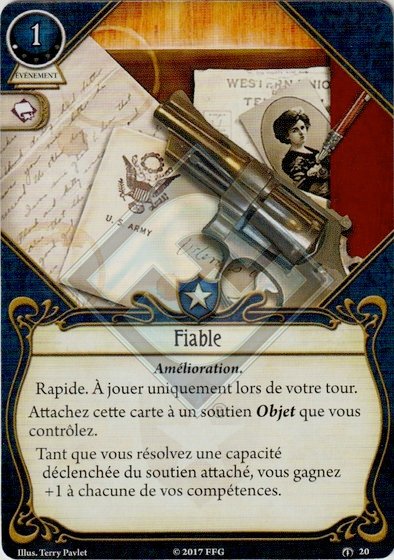 1
ÉVÉNEMENT
WESTERN UNION
U.S. ARMY
Fiable
Amélioration.
Rapide. À jouer uniquement lors de votre tour.
Attachez cette carte à un soutien Objet que vous
contrôlez.
Tant que vous résolvez une capacité
déclenchée du soutien attaché, vous gagnez
+1 à chacune de vos compétences.
Illus. Terry Pavlet
© 2017 FFG
20